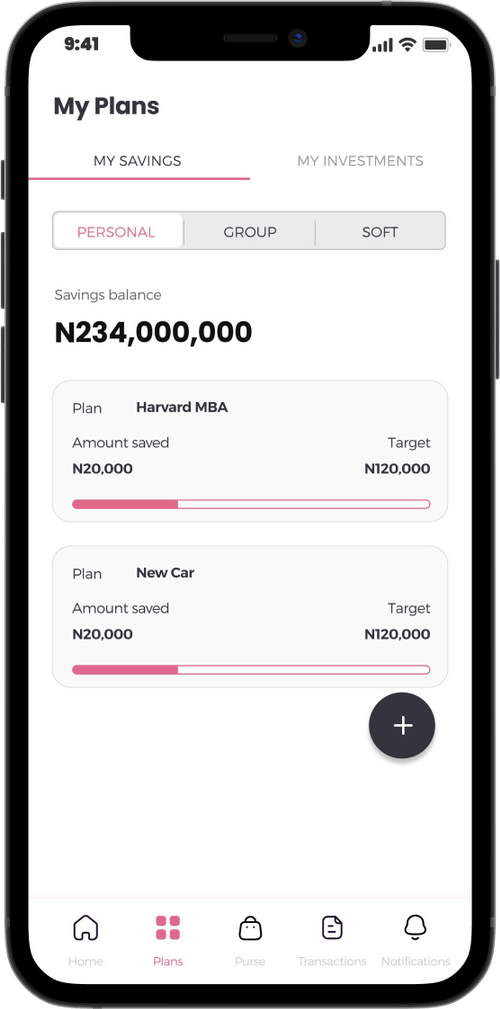 9:41
My Plans
MY SAVINGS MY INVESTMENTS
PERSONAL GROUP SOFT
Savings balance
N234,000,000
Plan Harvard MBA
Amount saved Target
N20,000 N120,000
Plan New Car
Amount saved Target
N20,000 N120,000
Home Plans Purse Transactions Notifications